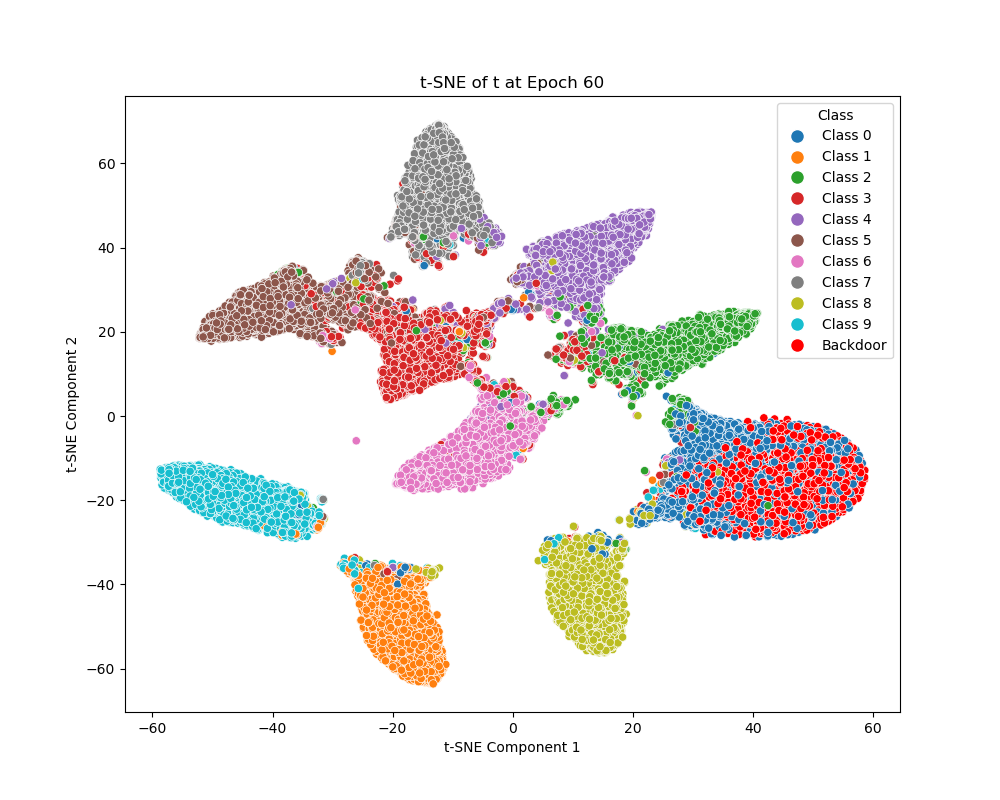 t-SNE of t at Epoch 60
Class
Class 0
Class 1
Class 2
Class 3
Class 4
Class 5
Class 6
Class 7
Class 8
Class 9
Backdoor
60
40
20
0
−20
−40
−60
t-SNE Component 2
−60
−40
−20
0
20
40
60
t-SNE Component 1